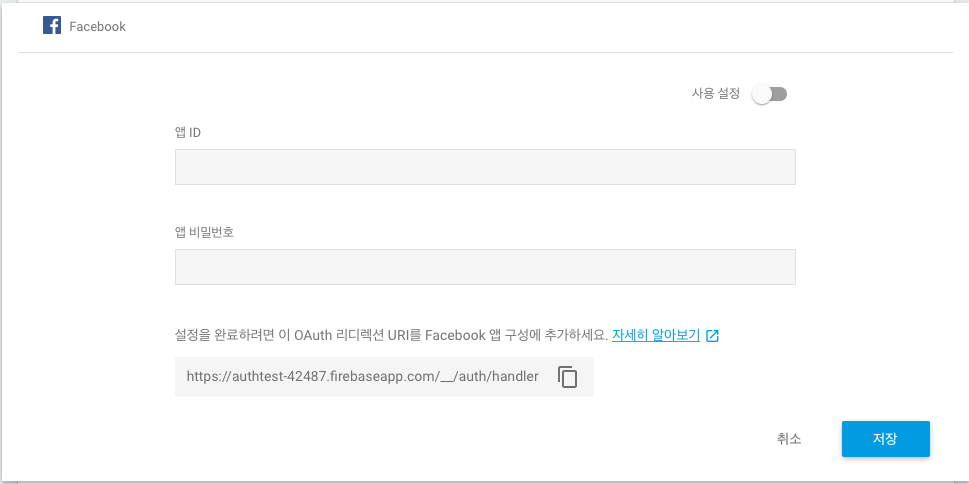 Facebook
사용 설정
앱 ID
앱 비밀번호
설정을 완료하려면 이 OAuth 리디렉션 URI를 Facebook 앱 구성에 추가하세요. 자세히 알아보기
https://authtest-42487.firebaseapp.com/__/auth/handler
취소 저장